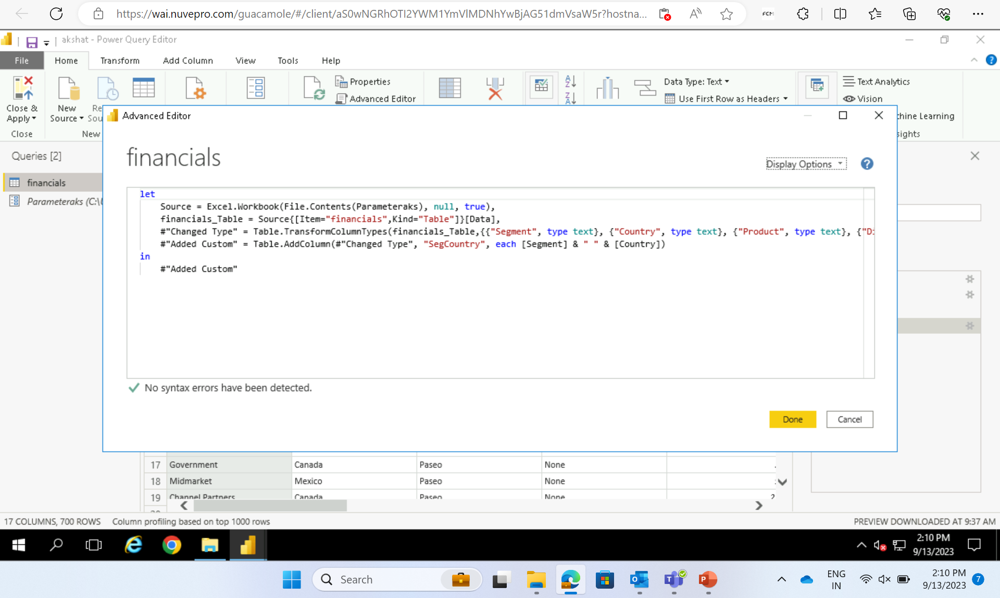 https://wai.nuvepro.com/guacamole/#/client/aS0wNGRhOTI2YWM1YmVlMDNhYwBjAG51dmVsaW5r?hostna...
FCM
akshat - Power Query Editor
File Home Transform Add Column View Tools Help
Properties
Data Type: Text
Text Analytics
Advanced Editor
Use First Row as Headers
Vision
Close &
Apply
New
Source
Re
Sou
chine Learning
Close
New
sights
Advanced Editor
Queries [2]
financials
Display Options
financials
Parameteraks (C:\
let
Source = Excel.Workbook(File.Contents(Parameteraks), null, true),
financials_Table = Source{[Item="financials",Kind="Table"]}[Data],
#"Changed Type" = Table.TransformColumnTypes(financials_Table,{{"Segment", type text}, {"Country", type text}, {"Product", type text}, {"Di
#"Added Custom" = Table.AddColumn(#"Changed Type", "SegCountry", each [Segment] & " " & [Country])
in
#"Added Custom"
No syntax errors have been detected.
Done Cancel
17 Government Canada Paseo None
18 Midmarket Mexico Paseo None
19 Channel Partners Canada Paseo None 2
17 COLUMNS, 700 ROWS Column profiling based on top 1000 rows PREVIEW DOWNLOADED AT 9:37 AM
2:10 PM
9/13/2023
Search
ENG
IN
2:10 PM
9/13/2023
7